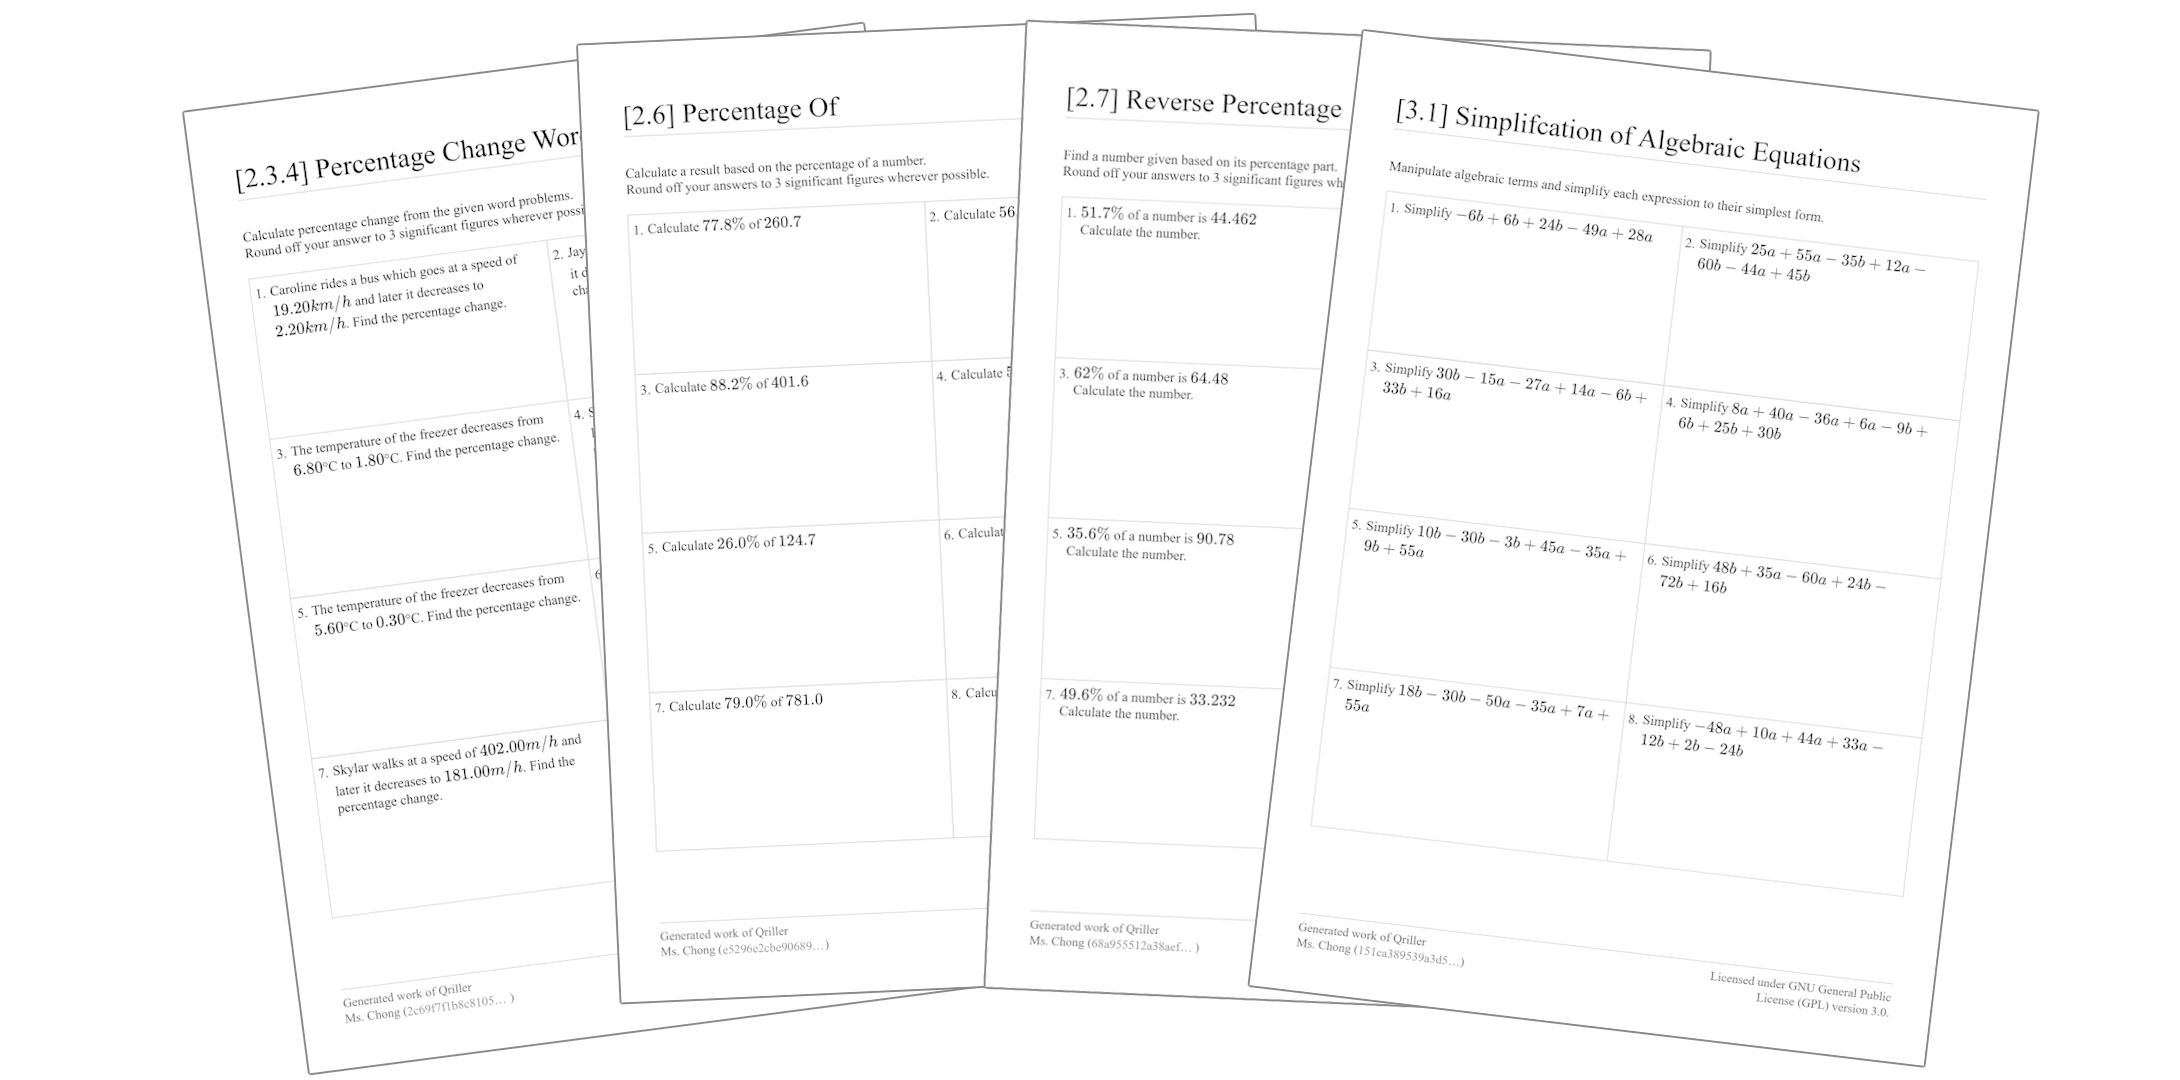 [2.3.4] Percentage Change Wor
Calculate percentage change from the given word problems.
Round off your answer to 3 significant figures wherever possi
1. Caroline rides a bus which goes at a speed of
19.20km/h and later it decreases to
2.20km/h. Find the percentage change.
2. Jay
it d
ch
3. The temperature of the freezer decreases from
6.80°C to 1.80°C. Find the percentage change.
4. S
5. The temperature of the freezer decreases from
5.60°C to 0.30°C. Find the percentage change.
6
7. Skylar walks at a speed of 402.00m/h and
later it decreases to 181.00m/h. Find the
percentage change.
Generated work of Qriller
Ms. Chong (2c69f7f1b8c8105... )
[2.6] Percentage Of
Calculate a result based on the percentage of a number.
Round off your answers to 3 significant figures wherever possible.
1. Calculate 77.8% of 260.7
2. Calculate 56
3. Calculate 88.2% of 401.6
4. Calculate 5
5. Calculate 26.0% of 124.7
6. Calculat
7. Calculate 79.0% of 781.0
8. Calcu
Generated work of Qriller
Ms. Chong (e5296e2cbe90689...)
[2.7] Reverse Percentage
Find a number given based on its percentage part.
Round off your answers to 3 significant figures wh
1. 51.7% of a number is 44.462
Calculate the number.
3. 62% of a number is 64.48
Calculate the number.
5. 35.6% of a number is 90.78
Calculate the number.
7. 49.6% of a number is 33.232
Calculate the number.
Generated work of Qriller
Ms. Chong (68a955512a38aef... )
[3.1] Simplifcation of Algebraic Equations
Manipulate algebraic terms and simplify each expression to their simplest form.
1. Simplify −6b + 6b + 24b − 49a + 28a
2. Simplify 25a + 55a − 35b + 12a −
60b − 44a + 45b
3. Simplify 30b − 15a − 27a + 14a − 6b +
33b + 16a
4. Simplify 8a + 40a − 36a + 6a − 9b +
6b + 25b + 30b
5. Simplify 10b − 30b − 3b + 45a − 35a +
9b + 55a
6. Simplify 48b + 35a − 60a + 24b −
72b + 16b
7. Simplify 18b − 30b − 50a − 35a + 7a +
55a
8. Simplify −48a + 10a + 44a + 33a −
12b + 2b − 24b
Generated work of Qriller
Ms. Chong (151ca389539a3d5...)
Licensed under GNU General Public
License (GPL) version 3.0.